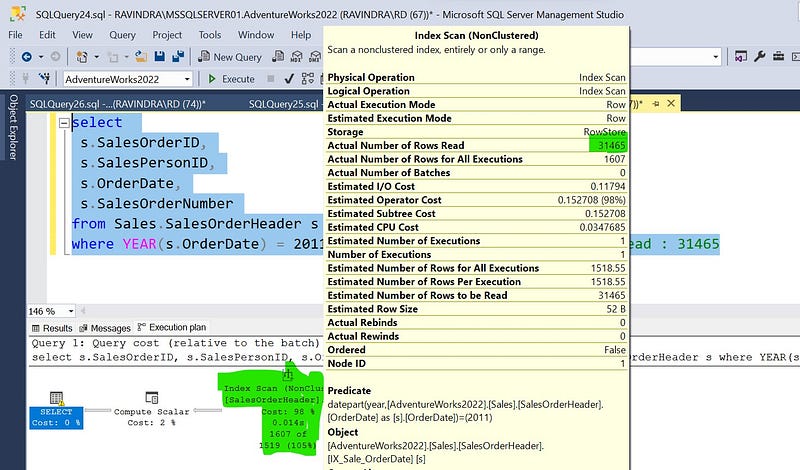 SQLQuery24.sql - RAVINDRA\MSSQLSERVER01.AdventureWorks2022 (RAVINDRA\RD (67))* - Microsoft SQL Server Management Studio
File Edit View Query Project Tools Window Help
New Query
AdventureWorks2022 Execute
Object Explorer
SQLQuery26.sql -...(RAVINDRA\RD (74))* SQLQuery25.sql 7))*
select
s.SalesOrderID,
s.SalesPersonID,
s.OrderDate,
s.SalesOrderNumber
from Sales.SalesOrderHeader s
where YEAR(s.OrderDate) = 2011 ead : 31465
146 %
Results Messages Execution plan
Query 1: Query cost (relative to the batch)
select s.SalesOrderID, s.SalesPersonID, s.O rderHeader s where YEAR(s
SELECT
Cost: 0 %
Compute Scalar
Cost: 2 %
Index Scan (NonClus
[SalesOrderHeader]
Cost: 98 %
0.014s
1607 of
1519 (105%)
Index Scan (NonClustered)
Scan a nonclustered index, entirely or only a range.
Physical Operation Index Scan
Logical Operation Index Scan
Actual Execution Mode Row
Estimated Execution Mode Row
Storage RowStore
Actual Number of Rows Read 31465
Actual Number of Rows for All Executions 1607
Actual Number of Batches 0
Estimated I/O Cost 0.11794
Estimated Operator Cost 0.152708 (98%)
Estimated Subtree Cost 0.152708
Estimated CPU Cost 0.0347685
Estimated Number of Executions 1
Number of Executions 1
Estimated Number of Rows for All Executions 1518.55
Estimated Number of Rows Per Execution 1518.55
Estimated Number of Rows to be Read 31465
Estimated Row Size 52 B
Actual Rebinds 0
Actual Rewinds 0
Ordered False
Node ID 1
Predicate
datepart(year,[AdventureWorks2022].[Sales].[SalesOrderHeader].
[OrderDate] as [s].[OrderDate])=(2011)
Object
[AdventureWorks2022].[Sales].[SalesOrderHeader].
[IX_Sale_OrderDate] [s]